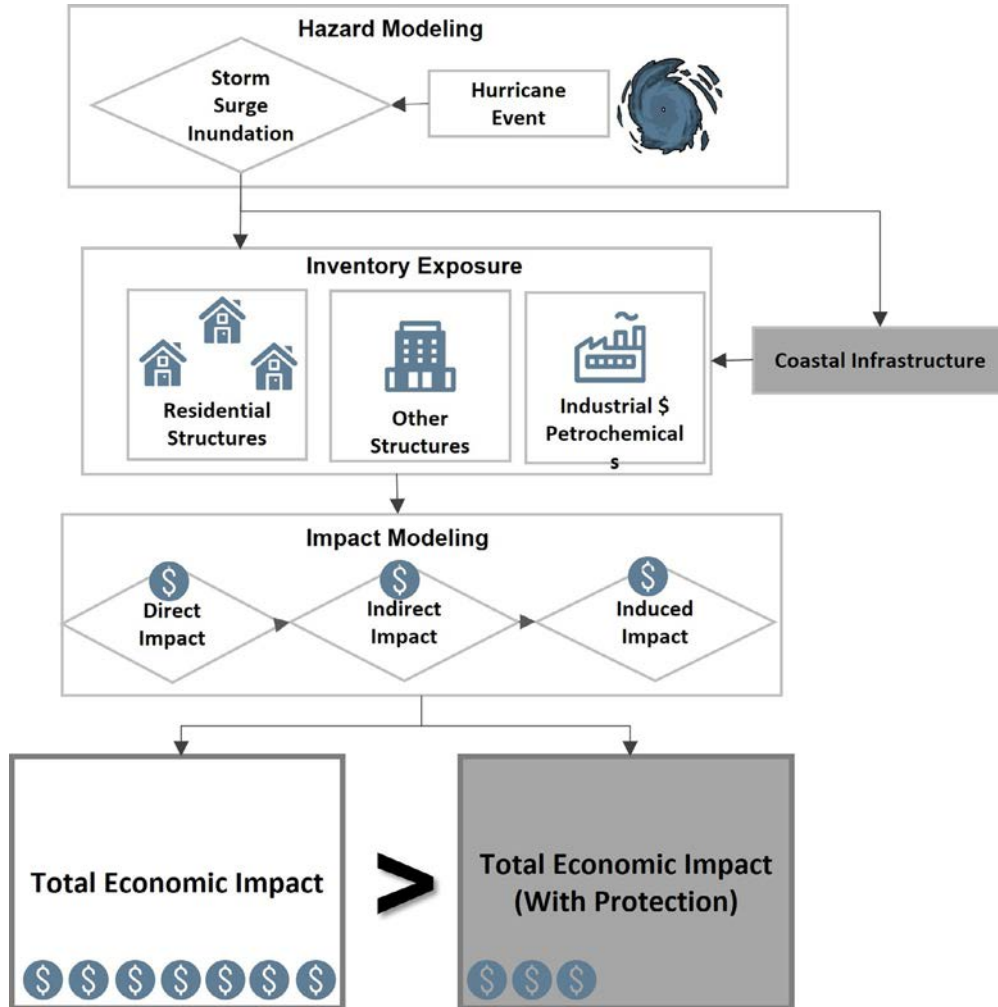 Hazard Modeling
Storm
Surge
Inundation
Hurricane
Event
Inventory Exposure
Residential
Structures
Other
Structures
Industrial $
Petrochemical
s
Coastal Infrastructure
Impact Modeling
$
Direct
Impact
$
Indirect
Impact
$
Induced
Impact
Total Economic Impact
$ $ $ $ $ $ $
>
Total Economic Impact
(With Protection)
$ $ $